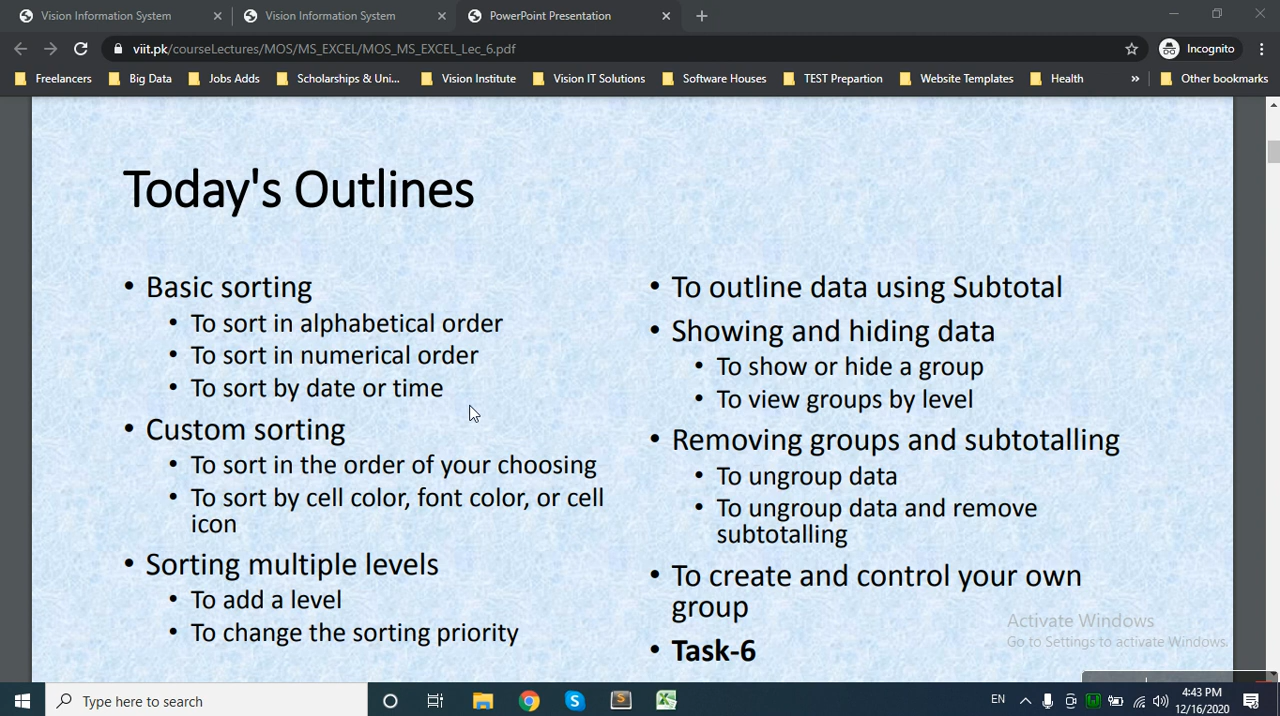 Vision Information System
Vision Information System
PowerPoint Presentation
viit.pk/courseLectures/MOS/MS_EXCEL/MOS_MS_EXCEL_Lec_6.pdf
Incognito
Freelancers
Big Data
Jobs Adds
Scholarships & Uni...
Vision Institute
Vision IT Solutions
Software Houses
TEST Prepartion
Website Templates
Health
»
Other bookmarks
Today's Outlines
• Basic sorting
• To sort in alphabetical order
• To sort in numerical order
• To sort by date or time
• Custom sorting
• To sort in the order of your choosing
• To sort by cell color, font color, or cell
icon
• Sorting multiple levels
• To add a level
• To change the sorting priority
• To outline data using Subtotal
• Showing and hiding data
• To show or hide a group
• To view groups by level
• Removing groups and subtotalling
• To ungroup data
• To ungroup data and remove
subtotalling
• To create and control your own
group
• Task-6
Activate Windows
Go to Settings to activate Windows.
Type here to search
EN
4:43 PM
12/16/2020